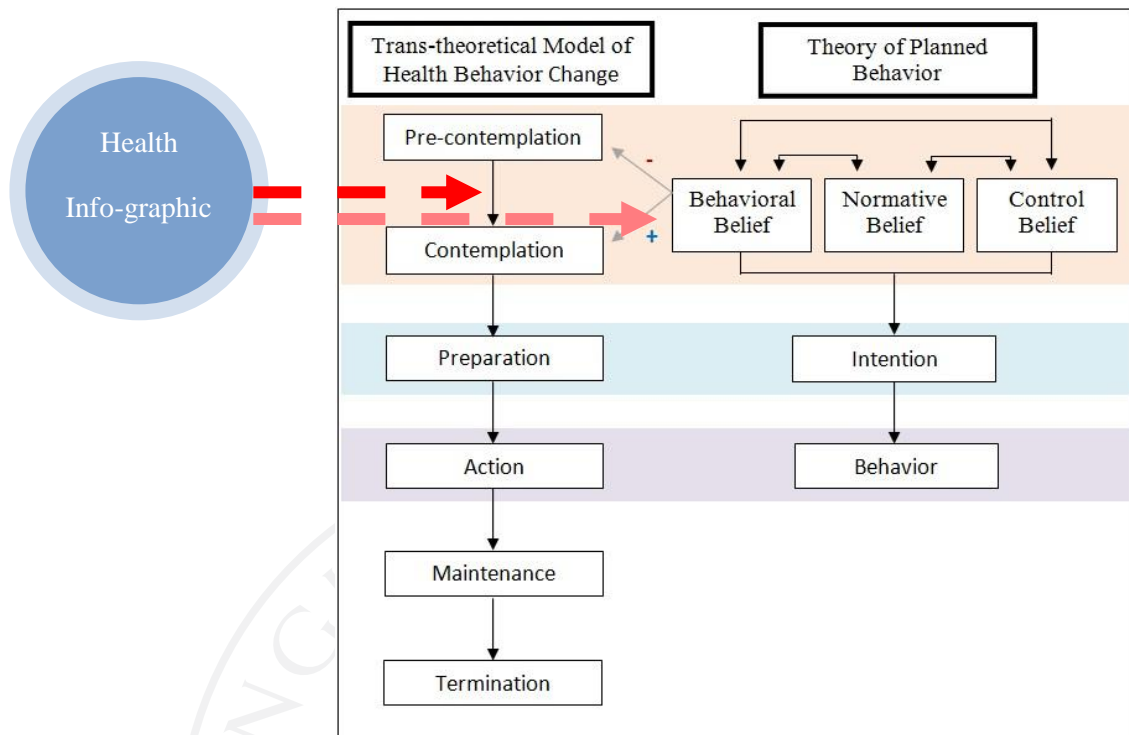 Health
Info-graphic
Trans-theoretical Model of
Health Behavior Change
Theory of Planned
Behavior
Pre-contemplation
-
+
Behavioral
Belief
Normative
Belief
Control
Belief
Contemplation
Preparation
Intention
Action
Behavior
Maintenance
Termination
NG